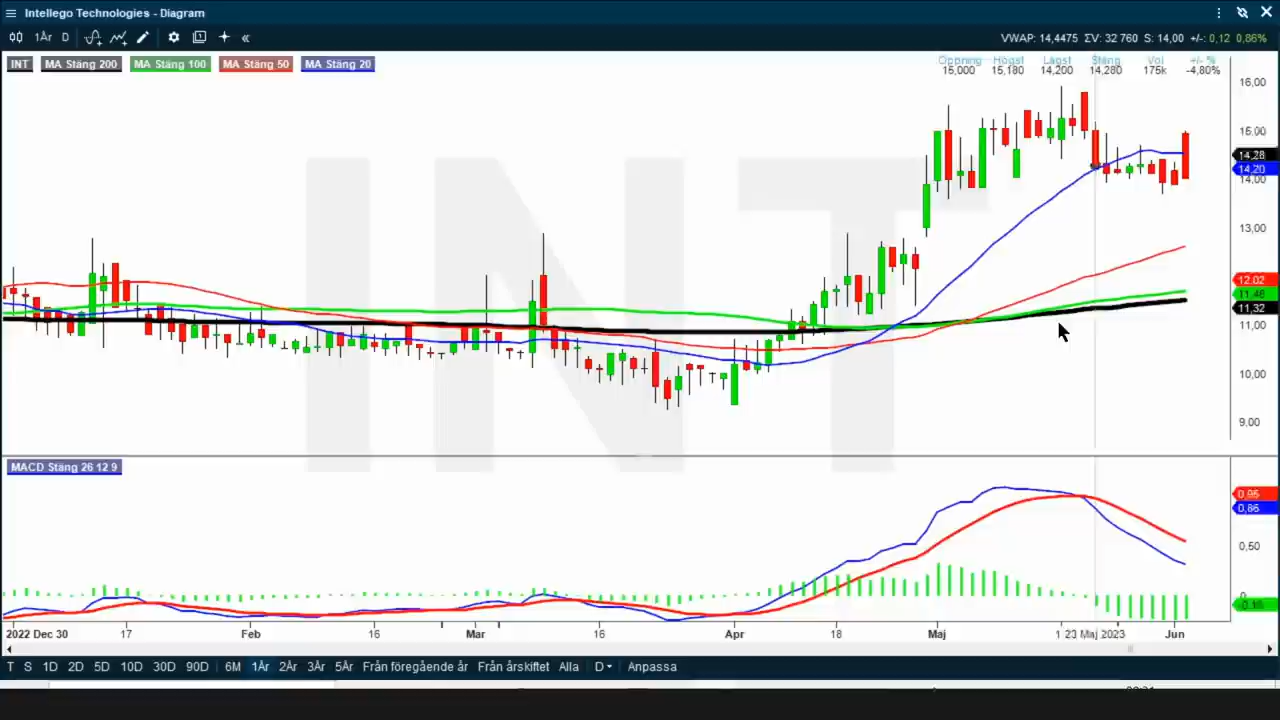 Intellego Technologies - Diagram
1År D VWAP: 14,4475 ΣV: 32 760 S: 14,00 +/-: 0,12 0,86%
INT MA Stäng 200 MA Stäng 100 MA Stäng 50 MA Stäng 20
Öppning Högst Lägst Stäng Vol +/- %
15,000 15,180 14,200 14,280 175k -4,80%
16,00
15,00
14,28
14,20
14,00
13,00
12,02
11,48
11,32
11,00
10,00
9,00
INT
MACD Stäng 26 12 9
0,95
0,86
0,50
0
2022 Dec 30 17 Feb 16 Mar 16 Apr 18 Maj 1 23 Maj 2023 Jun
T S 1D 2D 5D 10D 30D 90D 6M 1År 2År 3År 5År Från föregående år Från årskiftet Alla D Anpassa